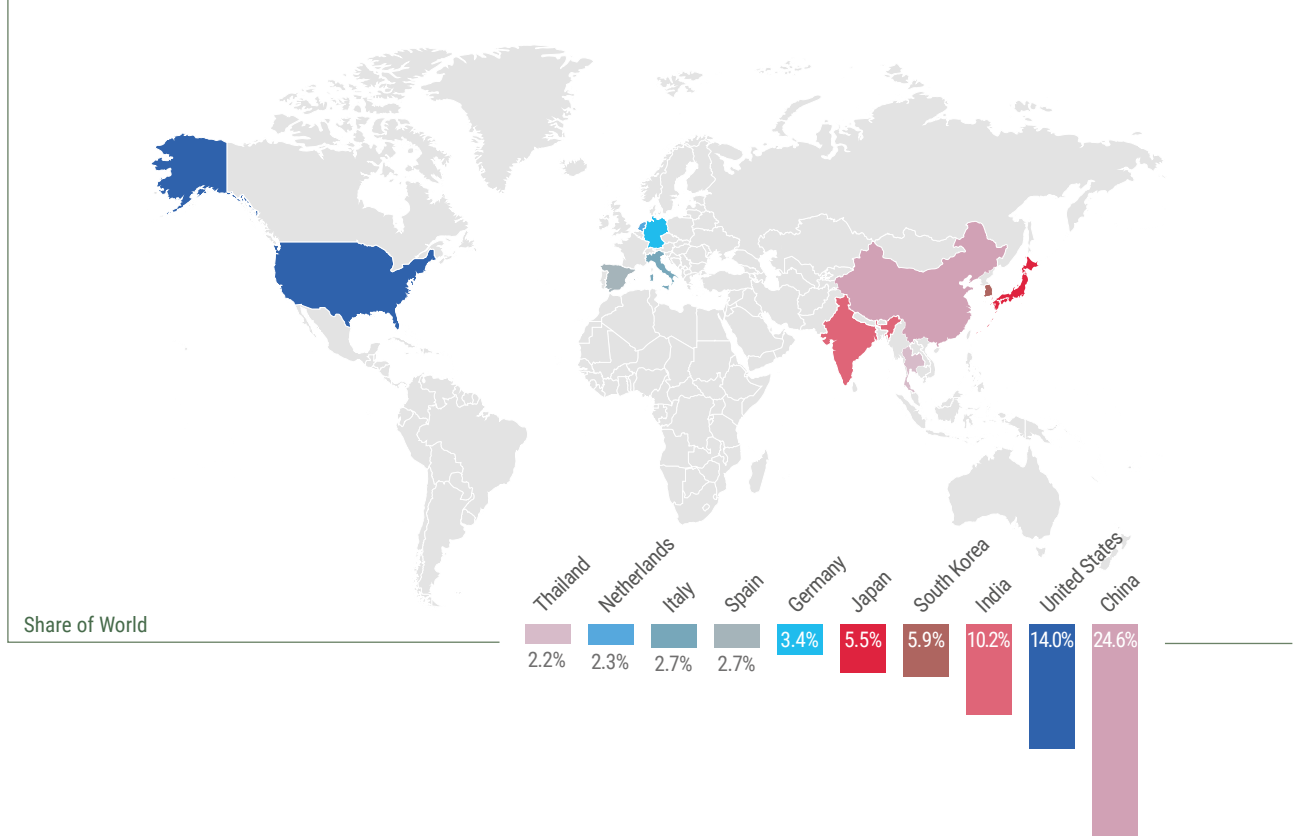 Thailand
Netherlands
Italy
Spain
Germany
Japan
South Korea
India
United States
China
Share of World
2.2%
2.3%
2.7%
2.7%
3.4%
5.5%
5.9%
10.2%
14.0%
24.6%